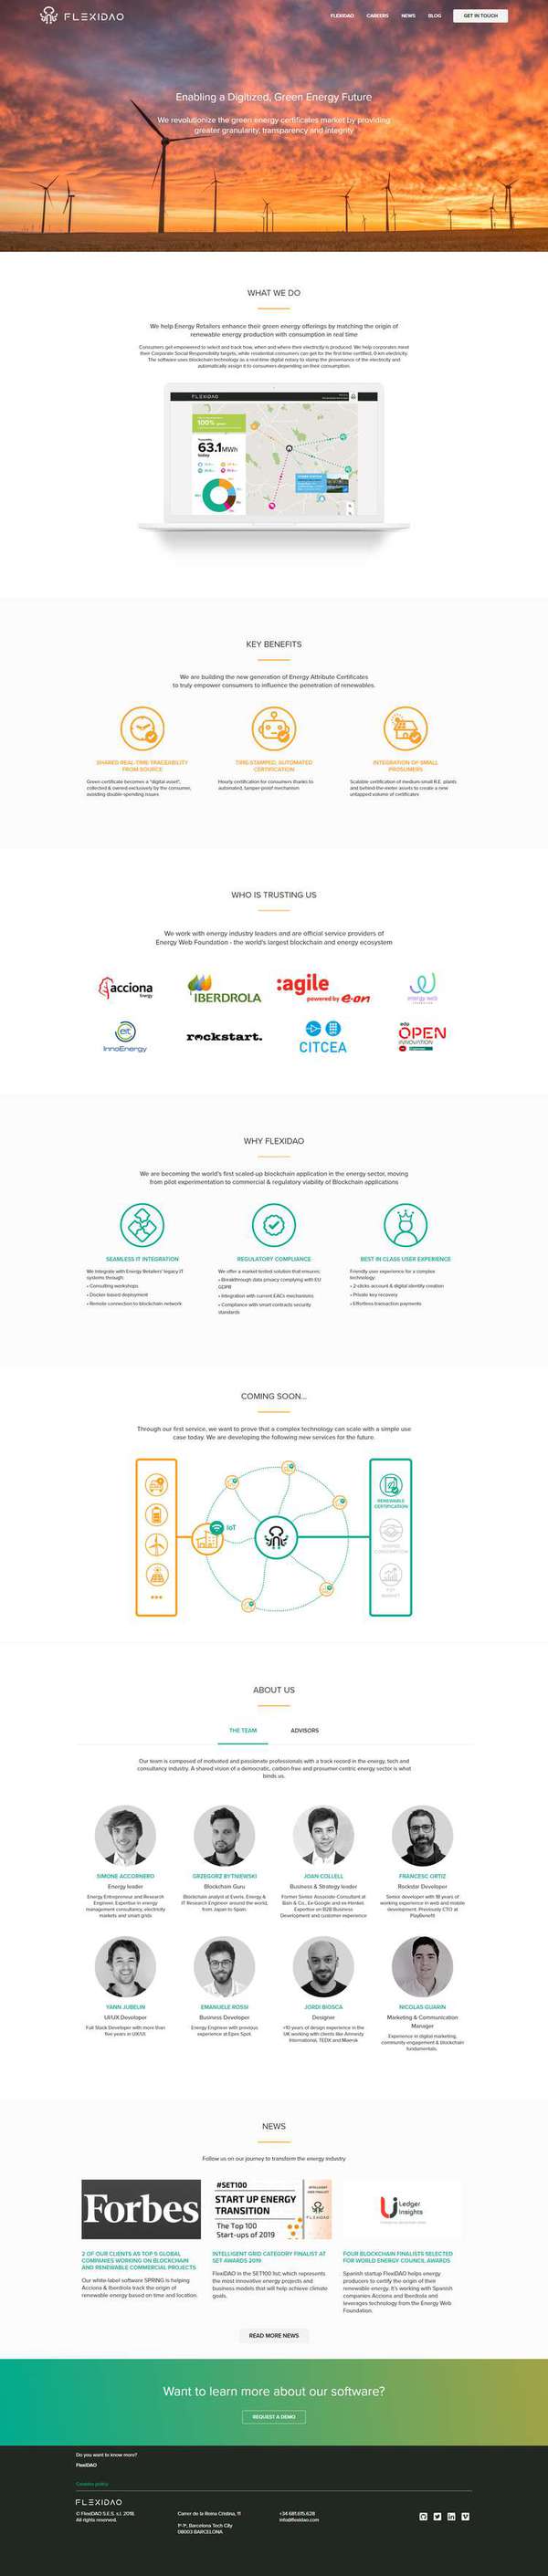 FLEXIDAO
FLEXIDAO CAREERS NEWS BLOG GET IN TOUCH
Enabling a Digitized, Green Energy Future
We revolutionize the green energy certificates market by providing
greater granularity, transparency and integrity
WHAT WE DO
We help Energy Retailers enhance their green energy offerings by matching the origin of
renewable energy production with consumption in real time
Consumers get empowered to select and track how, when and where their electricity is produced. We help corporates meet
their Corporate Social Responsibility targets, while residential consumers can get for the first time certified, 0-km electricity.
The software uses blockchain technology as a real-time digital notary to stamp the provenance of the electricity and
automatically assign it to consumers depending on their consumption.
FLEXIDAO
100%
63.1MWh
today
KEY BENEFITS
We are building the new generation of Energy Attribute Certificates
to truly empower consumers to influence the penetration of renewables.
SHARED REAL-TIME TRACEABILITY
FROM SOURCE
Green certificate becomes a "digital asset",
collected & owned exclusively by the consumer,
avoiding double-spending issues
TIME-STAMPED, AUTOMATED
CERTIFICATION
Hourly certification for consumers thanks to
automated, tamper-proof mechanism
INTEGRATION OF SMALL
PROSUMERS
Scalable certification of medium-small R.E. plants
and behind-the-meter assets to create a new
untapped volume of certificates
WHO IS TRUSTING US
We work with energy industry leaders and are official service providers of
Energy Web Foundation - the world's largest blockchain and energy ecosystem
acciona
Energy
IBERDROLA
:agile
powered by e-on
energy web
InnoEnergy
rockstart.
CITCEA
edp
OPEN
INNOVATION
WHY FLEXIDAO
We are becoming the world's first scaled-up blockchain application in the energy sector, moving
from pilot experimentation to commercial & regulatory viability of Blockchain applications
SEAMLESS IT INTEGRATION
We integrate with Energy Retailers' legacy IT
systems through:
• Consulting workshops
• Docker based deployment
• Remote connection to blockchain network
REGULATORY COMPLIANCE
We offer a market-tested solution that ensures:
• Breakthrough data privacy complying with EU
GDPR
• Integration with current EACs mechanisms
• Compliance with smart contracts security
standards
BEST IN CLASS USER EXPERIENCE
Friendly user experience for a complex
technology:
• 2-clicks account & digital identity creation
• Private key recovery
• Effortless transaction payments
COMING SOON...
Through our first service, we want to prove that a complex technology can scale with a simple use
case today. We are developing the following new services for the future.
IoT
RENEWABLE
CERTIFICATION
ABOUT US
THE TEAM ADVISORS
Our team is composed of motivated and passionate professionals with a track record in the energy, tech and
consultancy industry. A shared vision of a democratic, carbon-free and prosumer-centric energy sector is what
binds us.
SIMONE ACCORNERO
Energy leader
Energy Entrepreneur and Research
Engineer. Expertise in energy
management consultancy, electricity
markets and smart grids
GRZEGORZ BYTNIEWSKI
Blockchain Guru
Blockchain analyst at Everis. Energy &
IT Research Engineer around the world,
from Japan to Spain.
JOAN COLLELL
Business & Strategy leader
Former Senior Associate Consultant at
Bain & Co., Ex-Google and ex-Henkel.
Expertise on B2B Business
Development and customer experience
FRANCESC ORTIZ
Rockstar Developer
Senior developer with 18 years of
working experience in web and mobile
development. Previously CTO at
PlayBenefit
YANN JUBELIN
UI/UX Developer
Full Stack Developer with more than
five years in UX/UI
EMANUELE ROSSI
Business Developer
Energy Engineer with previous
experience at Epex Spot
JORDI BIOSCA
Designer
+10 years of design experience in the
UK working with clients like Amnesty
International, TEDX and Maersk
NICOLAS GUARIN
Marketing & Communication
Manager
Experience in digital marketing,
community engagement & blockchain
fundamentals.
NEWS
Follow us on our journey to transform the energy industry
Forbes
2 OF OUR CLIENTS AS TOP 5 GLOBAL
COMPANIES WORKING ON BLOCKCHAIN
AND RENEWABLE COMMERCIAL PROJECTS
Our white-label software SPRING is helping
Acciona & Iberdrola track the origin of
renewable energy based on time and location.
#SET100
START UP ENERGY
TRANSITION
The Top 100
Start-ups of 2019
FLEXIDAO
INTELLIGENT GRID CATEGORY FINALIST AT
SET AWARDS 2019
FlexiDAO in the SET100 list, which represents
the most innovative energy projects and
business models that will help achieve climate
goals.
Ledger
Insights
FOUR BLOCKCHAIN FINALISTS SELECTED
FOR WORLD ENERGY COUNCIL AWARDS
Spanish startup FlexiDAO helps energy
producers to certify the origin of their
renewable energy. It's working with Spanish
companies Acciona and Iberdrola and
leverages technology from the Energy Web
Foundation.
READ MORE NEWS
Want to learn more about our software?
REQUEST A DEMO
Do you want to know more?
FlexiDAO
Cookies policy
FLEXIDAO
© FlexiDAO S.E.S. s.l. 2018.
All rights reserved.
Carrer de la Reina Cristina, 11
1º-1ª, Barcelona Tech City
08003 BARCELONA
+34 681.615.628
info@flexidao.com